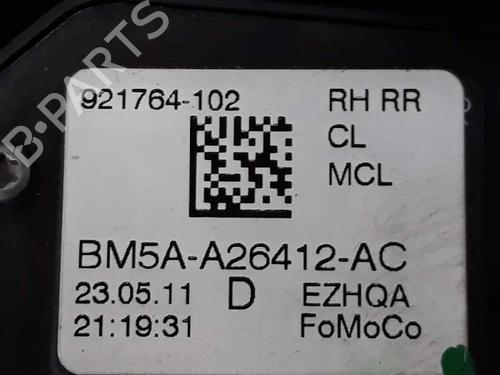 921764-102 RH RR
CL
MCL
BM5A-A26412-AC
23.05.11 D EZHQA
21:19:31 FoMoCo
B-PARTS